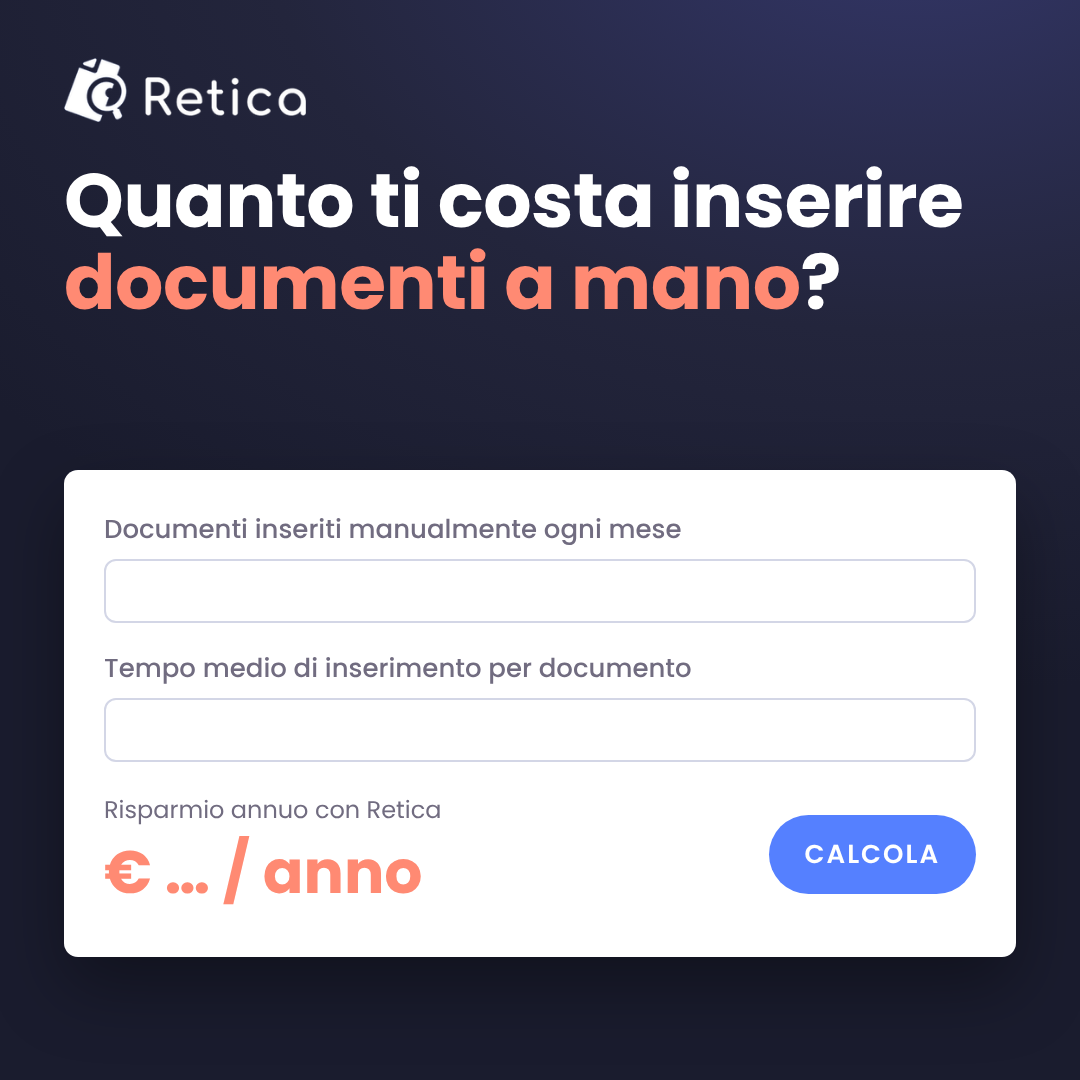 Retica
Quanto ti costa inserire
documenti a mano?
Documenti inseriti manualmente ogni mese
Tempo medio di inserimento per documento
Risparmio annuo con Retica
€ ... / anno
CALCOLA